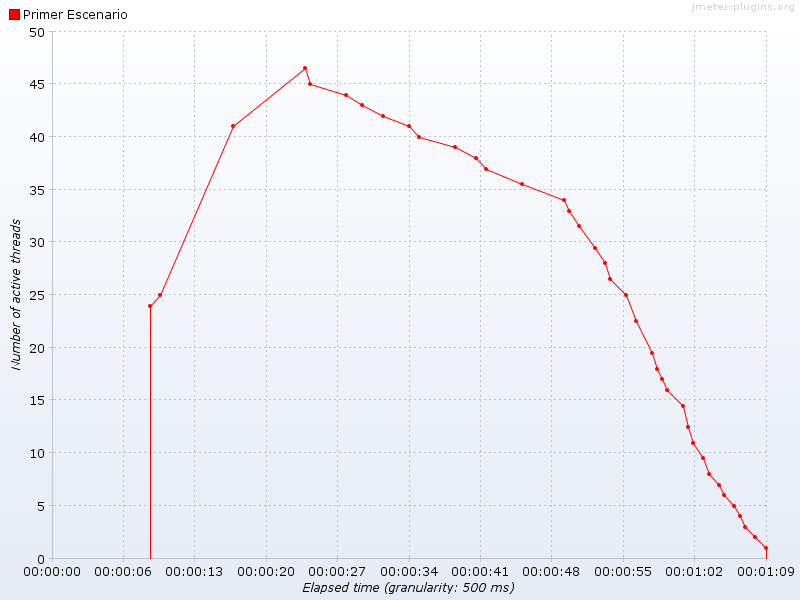 jmeter-plugins.org
Primer Escenario
50
45
40
35
30
25
20
15
10
5
0
Number of active threads
00:00:00 00:00:06 00:00:13 00:00:20 00:00:27 00:00:34 00:00:41 00:00:48 00:00:55 00:01:02 00:01:09
Elapsed time (granularity: 500 ms)